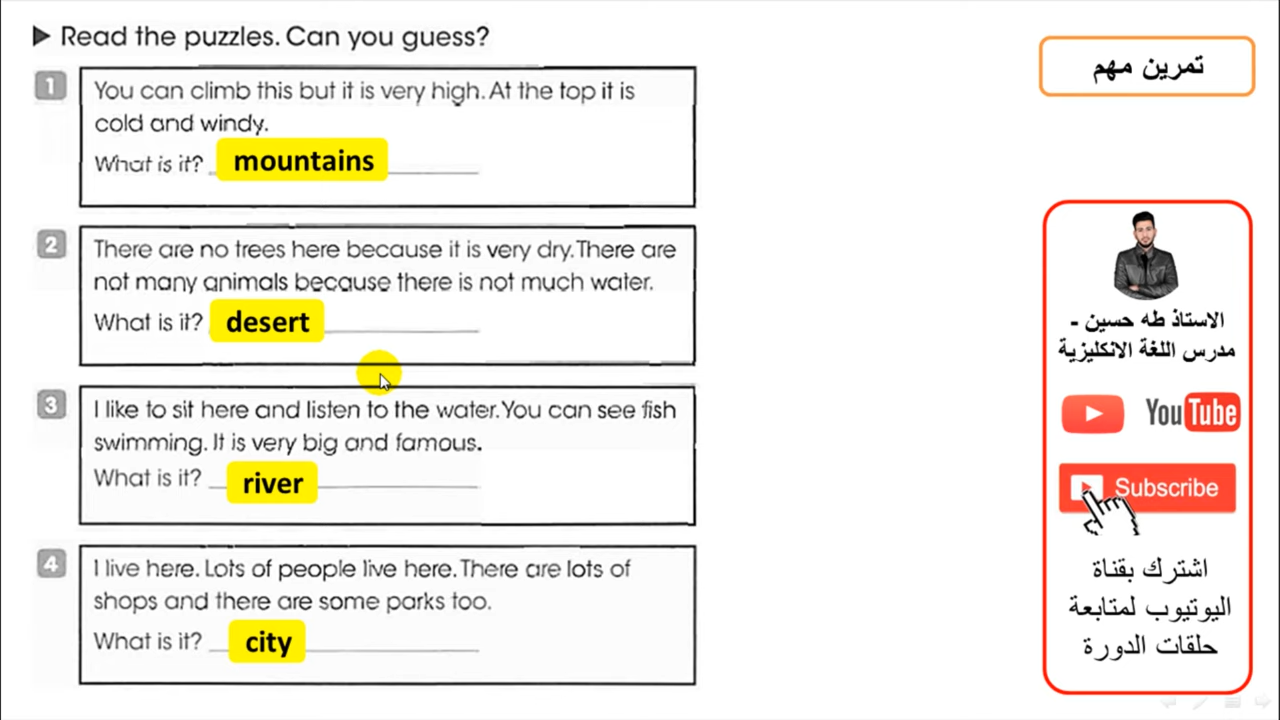 Read the puzzles. Can you guess?
1
You can climb this but it is very high. At the top it is
cold and windy.
What is it? mountains
2
There are no trees here because it is very dry. There are
not many animals because there is not much water.
What is it? desert
3
I like to sit here and listen to the water. You can see fish
swimming. It is very big and famous.
What is it? river
4
I live here. Lots of people live here. There are lots of
shops and there are some parks too.
What is it? city
تمرين مهم
الاستاذ طه حسين -
مدرس اللغة الانكليزية
YouTube
Subscribe
اشترك بقناة
اليوتيوب لمتابعة
حلقات الدورة